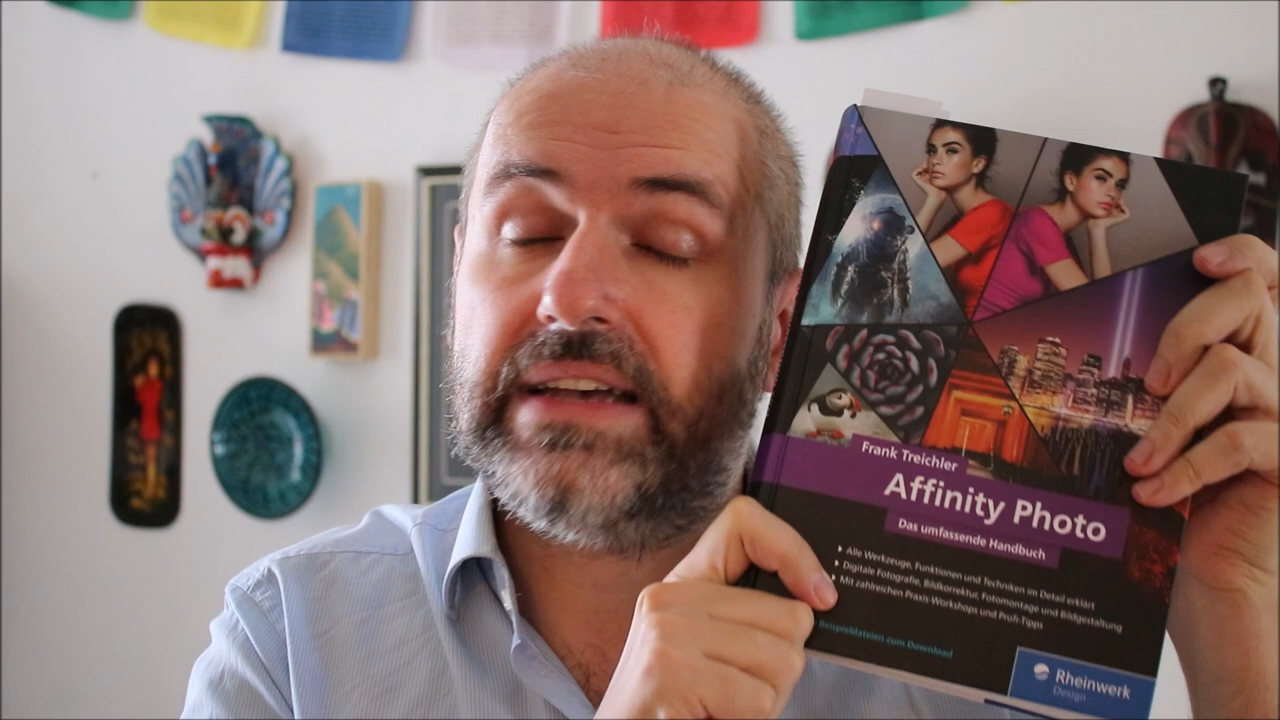 Frank Treichler
Affinity Photo
Das umfassende Handbuch
Alle Werkzeuge, Funktionen und Techniken im Detail erklärt
Digitale Fotografie, Bildkorrektur, Fotomontage und Bildgestaltung
Mit zahlreichen Praxis-Workshops und Profi-Tipps
Beispieldateien zum Download
Rheinwerk
Design